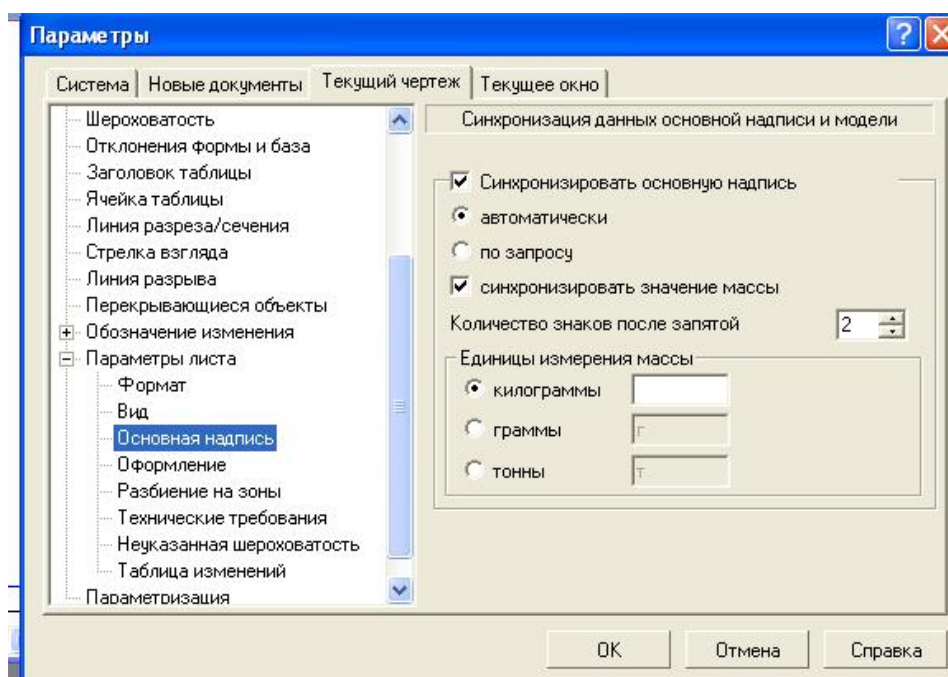 Параметры
Система Новые документы Текущий чертеж Текущее окно
Шероховатость
Отклонения формы и база
Заголовок таблицы
Ячейка таблицы
Линия разреза/сечения
Стрелка взгляда
Линия разрыва
Перекрывающиеся объекты
Обозначение изменения
Параметры листа
Формат
Вид
Основная надпись
Оформление
Разбиение на зоны
Технические требования
Неуказанная шероховатость
Таблица изменений
Параметризация
Синхронизация данных основной надписи и модели
Синхронизировать основную надпись
автоматически
по запросу
синхронизировать значение массы
Количество знаков после запятой 2
Единицы измерения массы
килограммы
граммы г
тонны т
OK Отмена Справка